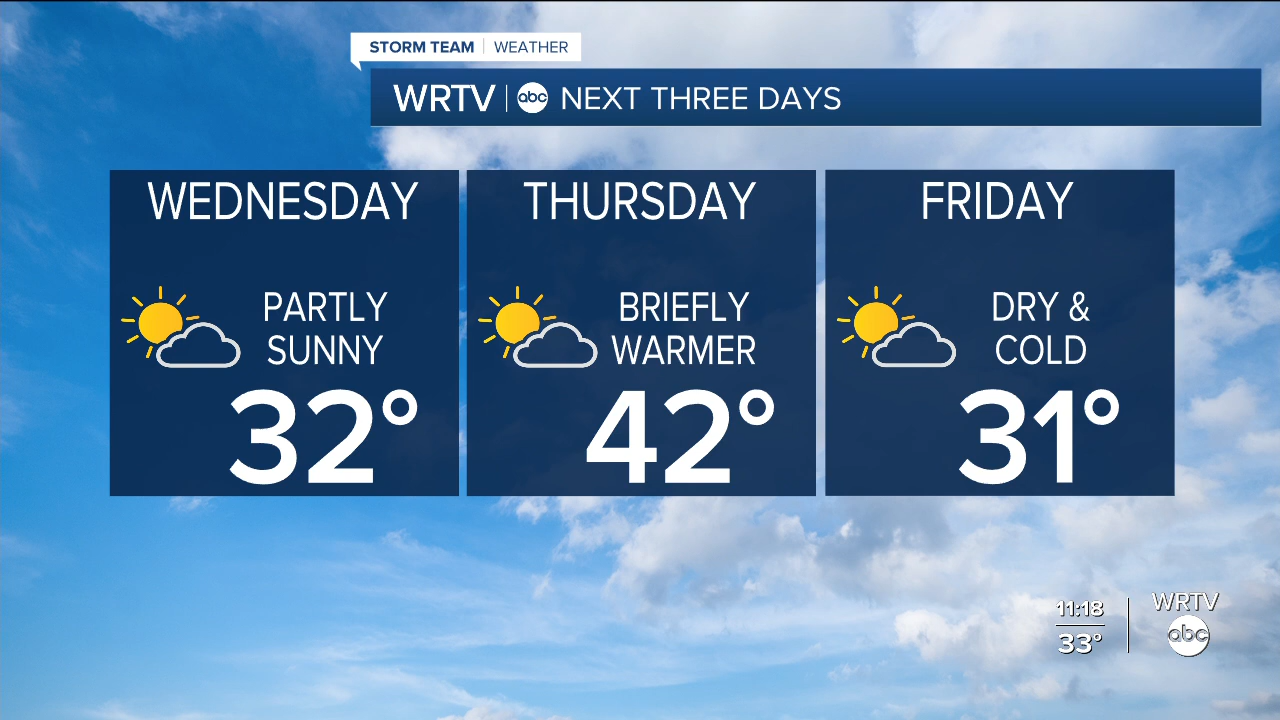 STORM TEAM | WEATHER
WRTV | abc NEXT THREE DAYS
WEDNESDAY
PARTLY
SUNNY
32°
THURSDAY
BRIEFLY
WARMER
42°
FRIDAY
DRY &
COLD
31°
11:18
33°
WRTV
abc